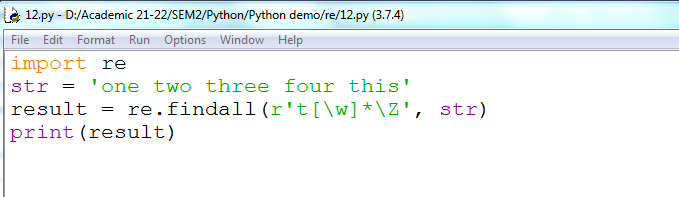 12.py - D:/Academic 21-22/SEM2/Python/Python demo/re/12.py (3.7.4)
File Edit Format Run Options Window Help
import re
str = 'one two three four this'
result = re.findall(r't[\w]*\Z', str)
print(result)